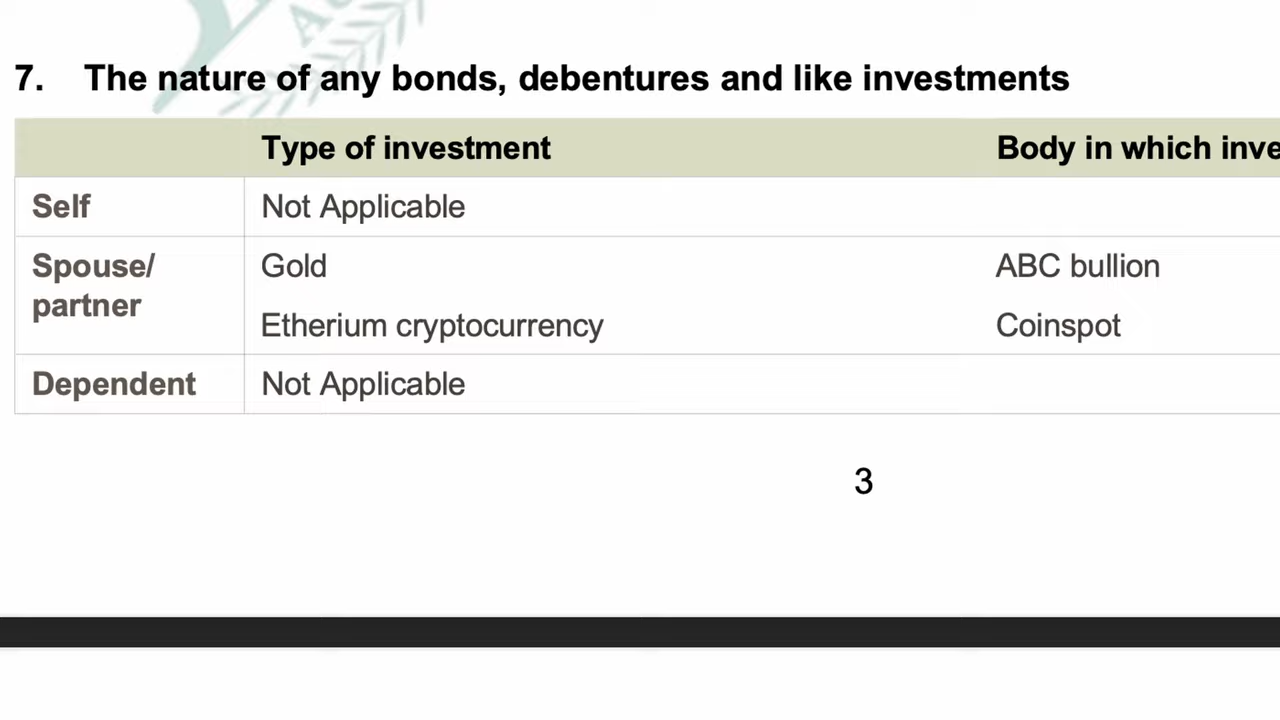 7. The nature of any bonds, debentures and like investments
Type of investment Body in which inve
Self Not Applicable
Spouse/ Gold ABC bullion
partner
Etherium cryptocurrency Coinspot
Dependent Not Applicable
3